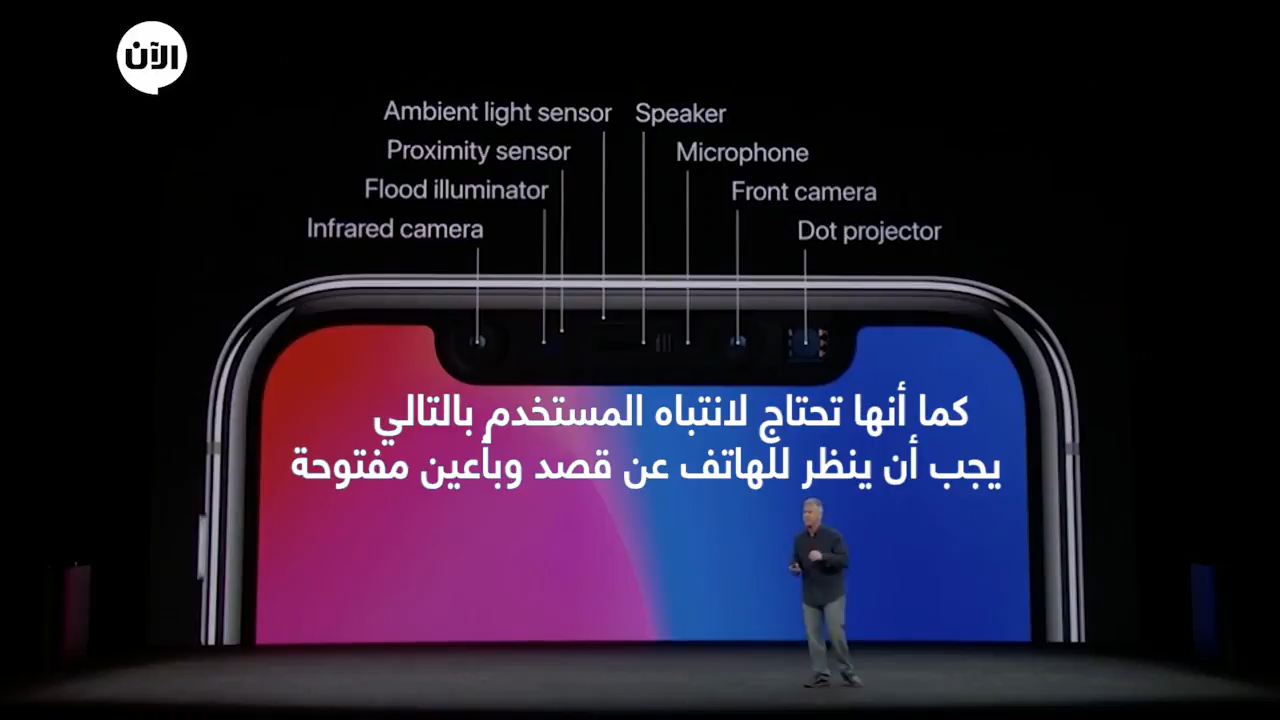 الآن
Ambient light sensor
Speaker
Proximity sensor
Microphone
Flood illuminator
Front camera
Infrared camera
Dot projector
كما أنها تحتاج لانتباه المستخدم بالتالي
يجب أن ينظر للهاتف عن قصد وبأعين مفتوحة